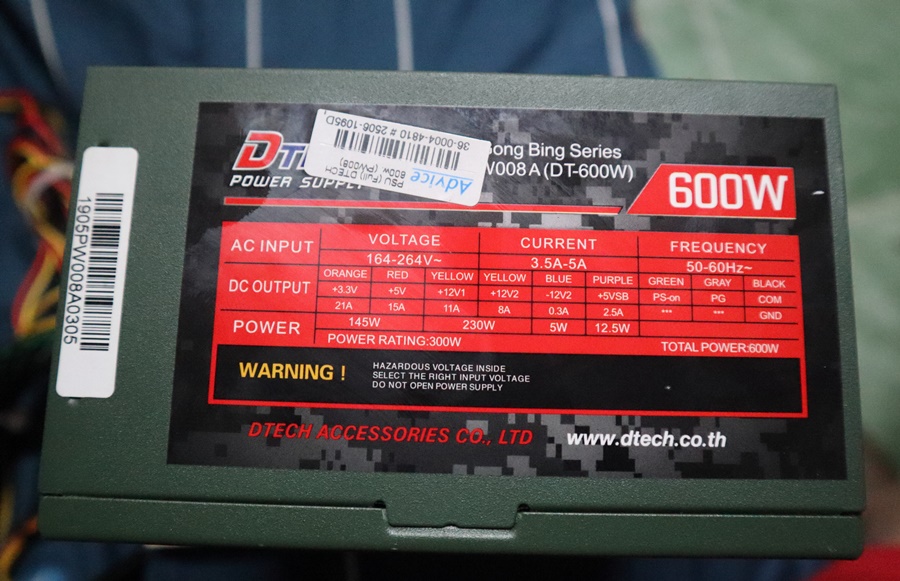 POWER SUPPLY
Advice
800w. (PW008)
PSU (Full) DTECH
36-0004-4810 # 2506-1095D,
Bing Series
(DT-600W)
600W
1905PW008A0305
AC INPUT VOLTAGE CURRENT FREQUENCY
164-264V~ 3.5A-5A 50-60Hz~
DC OUTPUT ORANGE RED YELLOW YELLOW BLUE PURPLE GREEN GRAY BLACK
+3.3V +5V +12V1 +12V2 -12V2 +5VSB PS-on PG COM
21A 15A 11A 8A 0.3A 2.5A *** *** GND
POWER 145W 230W 5W 12.5W
POWER RATING:300W TOTAL POWER:600W
WARNING !
HAZARDOUS VOLTAGE INSIDE
SELECT THE RIGHT INPUT VOLTAGE
DO NOT OPEN POWER SUPPLY
DTECH ACCESSORIES CO., LTD www.dtech.co.th